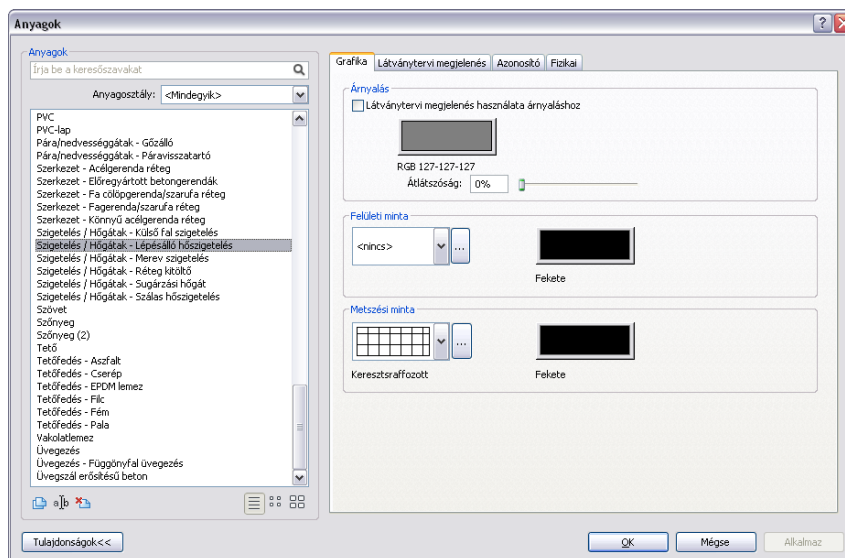 Anyagok
Anyagok
Írja be a keresőszavakat
Anyagosztály: <Mindegyik>
PVC
PVC-lap
Pára/nedvességgátak - Gőzálló
Pára/nedvességgátak - Páravisszatartó
Szerkezet - Acélgerenda réteg
Szerkezet - Előregyártott betongerendák
Szerkezet - Fa cölöpgerenda/szarufa réteg
Szerkezet - Fagerenda/szarufa réteg
Szerkezet - Könnyű acélgerenda réteg
Szigetelés / Hőgátak - Külső fal szigetelés
Szigetelés / Hőgátak - Lépésálló hőszigetelés
Szigetelés / Hőgátak - Merev szigetelés
Szigetelés / Hőgátak - Réteg kitöltő
Szigetelés / Hőgátak - Sugárzási hőgát
Szigetelés / Hőgátak - Szálas hőszigetelés
Szövet
Szőnyeg
Szőnyeg (2)
Tető
Tetőfedés - Aszfalt
Tetőfedés - Cserép
Tetőfedés - EPDM lemez
Tetőfedés - Filc
Tetőfedés - Fém
Tetőfedés - Pala
Vakolatlemez
Üvegezés
Üvegezés - Függönyfal üvegezés
Üvegszál erősítésű beton
Tulajdonságok<<
Grafika Látványtervi megjelenés Azonosító Fizikai
Árnyalás
Látványtervi megjelenés használata árnyaláshoz
RGB 127-127-127
Átlátszóság: 0%
Felületi minta
<nincs> ...
Fekete
Metszési minta
...
Keresztsraffozott Fekete
OK Mégse Alkalmaz